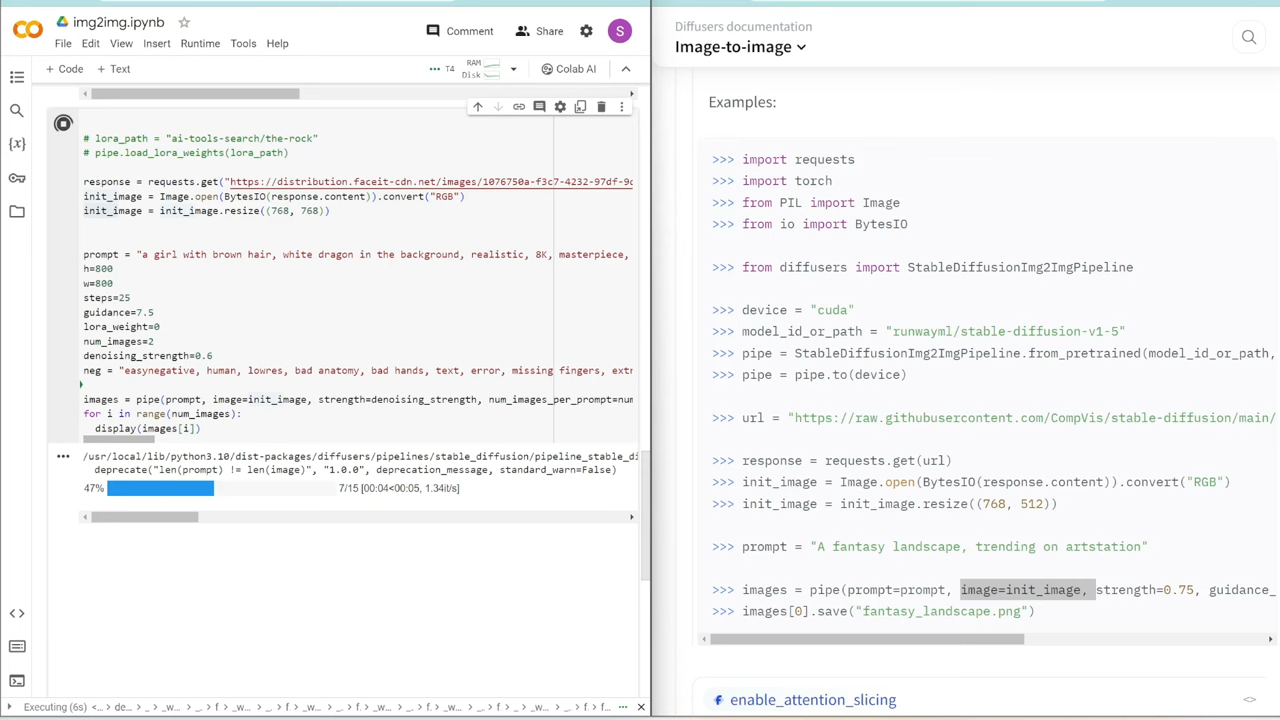 img2img.ipynb
File Edit View Insert Runtime Tools Help
Comment Share S
+ Code + Text
T4 RAM Disk Colab AI
# lora_path = "ai-tools-search/the-rock"
# pipe.load_lora_weights(lora_path)
response = requests.get("https://distribution.faceit-cdn.net/images/1076750a-f3c7-4232-97df-9c
init_image = Image.open(BytesIO(response.content)).convert("RGB")
init_image = init_image.resize((768, 768))
prompt = "a girl with brown hair, white dragon in the background, realistic, 8K, masterpiece,
h=800
w=800
steps=25
guidance=7.5
lora_weight=0
num_images=2
denoising_strength=0.6
neg = "easynegative, human, lowres, bad anatomy, bad hands, text, error, missing fingers, extr
images = pipe(prompt, image=init_image, strength=denoising_strength, num_images_per_prompt=num
for i in range(num_images):
display(images[i])
/usr/local/lib/python3.10/dist-packages/diffusers/pipelines/stable_diffusion/pipeline_stable_di
deprecate("len(prompt) != len(image)", "1.0.0", deprecation_message, standard_warn=False)
47% 7/15 [00:04<00:05, 1.34it/s]
Executing (6s) <... > de... > _ > _w... > _ > _f > _w... > _ > _f > _w... > _ > _f > _w... > _ > _f > _w... > _ > _f > _w... > _ > f...
Diffusers documentation
Image-to-image
Examples:
>>> import requests
>>> import torch
>>> from PIL import Image
>>> from io import BytesIO
>>> from diffusers import StableDiffusionImg2ImgPipeline
>>> device = "cuda"
>>> model_id_or_path = "runwayml/stable-diffusion-v1-5"
>>> pipe = StableDiffusionImg2ImgPipeline.from_pretrained(model_id_or_path,
>>> pipe = pipe.to(device)
>>> url = "https://raw.githubusercontent.com/CompVis/stable-diffusion/main/
>>> response = requests.get(url)
>>> init_image = Image.open(BytesIO(response.content)).convert("RGB")
>>> init_image = init_image.resize((768, 512))
>>> prompt = "A fantasy landscape, trending on artstation"
>>> images = pipe(prompt=prompt, image=init_image, strength=0.75, guidance_
>>> images[0].save("fantasy_landscape.png")
enable_attention_slicing